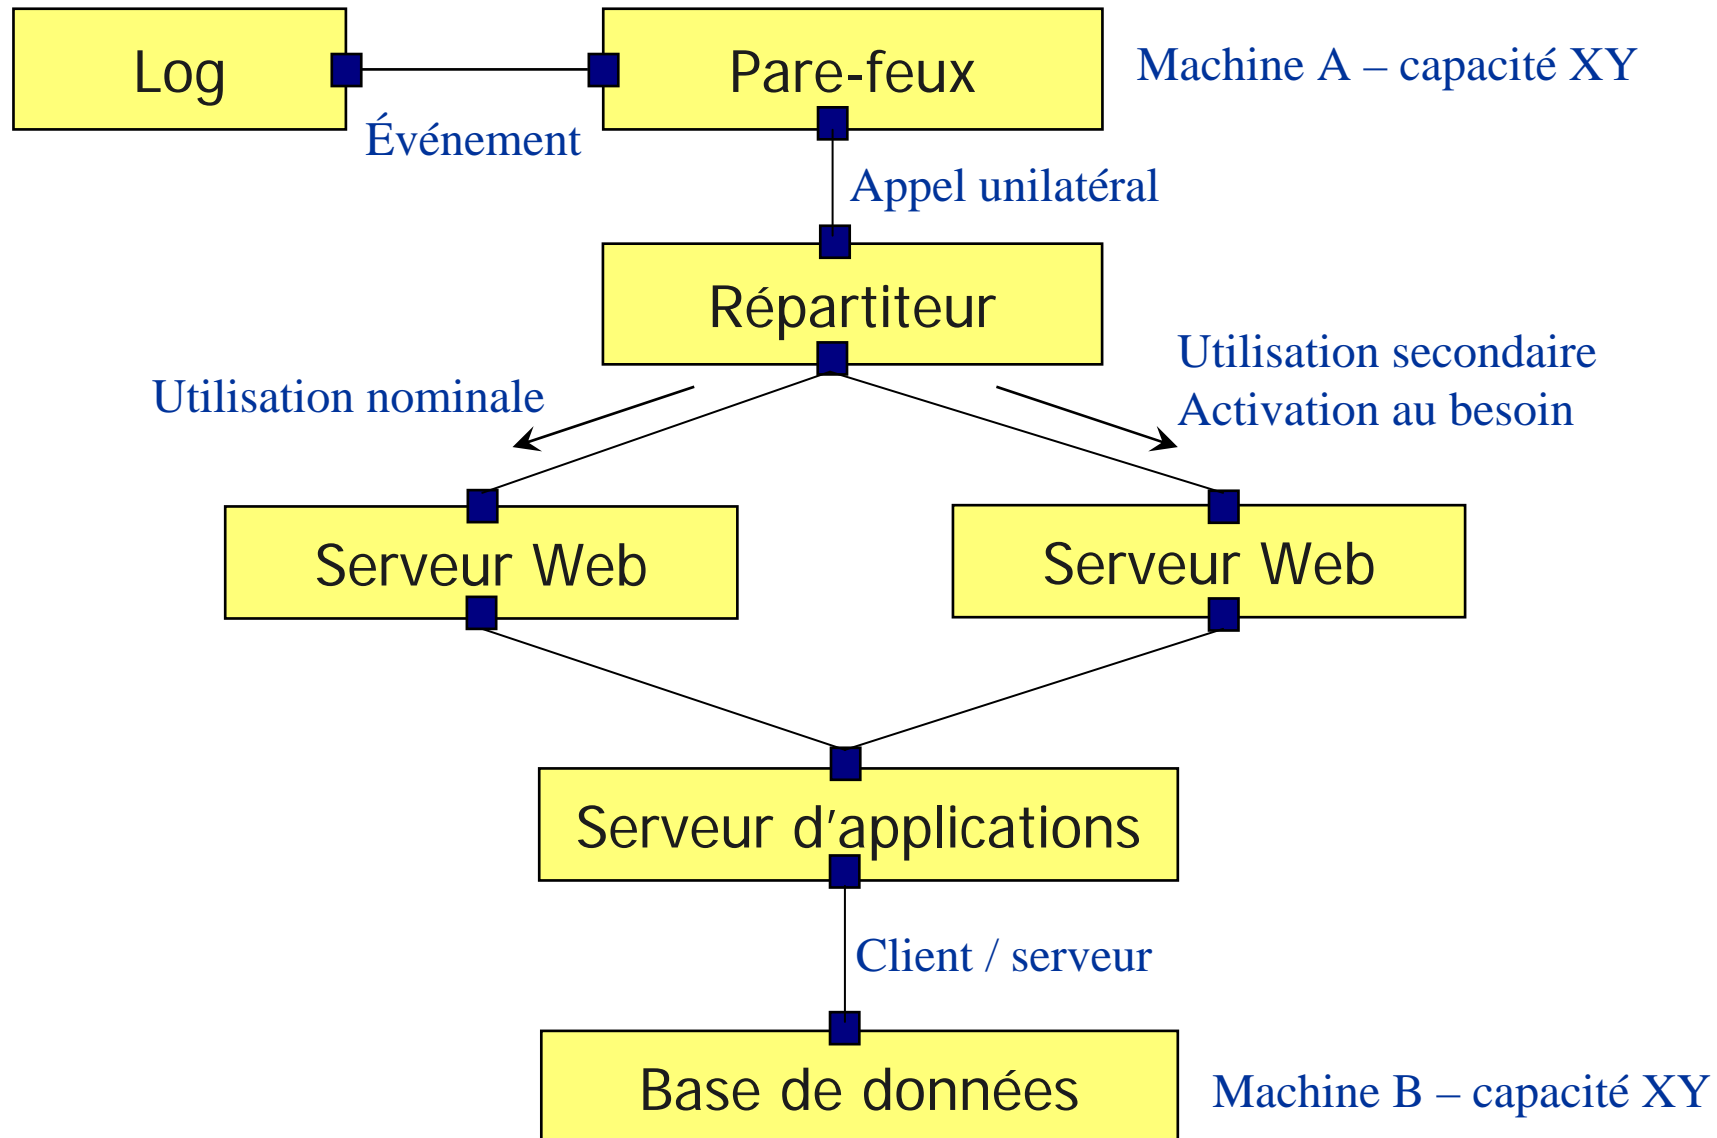 Log
Pare-feux
Machine A – capacité XY
Événement
Appel unilatéral
Répartiteur
Utilisation nominale
Utilisation secondaire
Activation au besoin
Serveur Web
Serveur Web
Serveur d'applications
Client / serveur
Base de données
Machine B – capacité XY